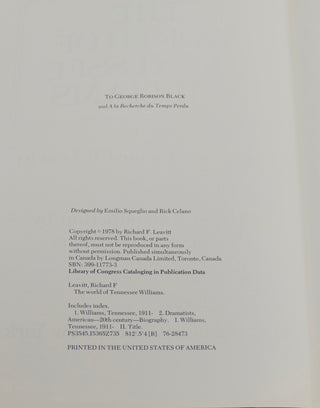 TO GEORGE ROBISON BLACK
and A la Recherche du Temps Perdu
Designed by Emilio Squeglio and Rick Celano
Copyright © 1978 by Richard F. Leavitt
All rights reserved. This book, or parts
thereof, must not be reproduced in any form
without permission. Published simultaneously
in Canada by Longman Canada Limited, Toronto, Canada
SBN: 399-11773-5
Library of Congress Cataloging in Publication Data
Leavitt, Richard F
The world of Tennessee Williams.
Includes index.
1. Williams, Tennessee, 1911- 2. Dramatists,
American—20th century—Biography. I. Williams,
Tennessee, 1911- II. Title.
PS3545.I5365Z735 812'.5'4 [B] 76-28473
PRINTED IN THE UNITED STATES OF AMERICA